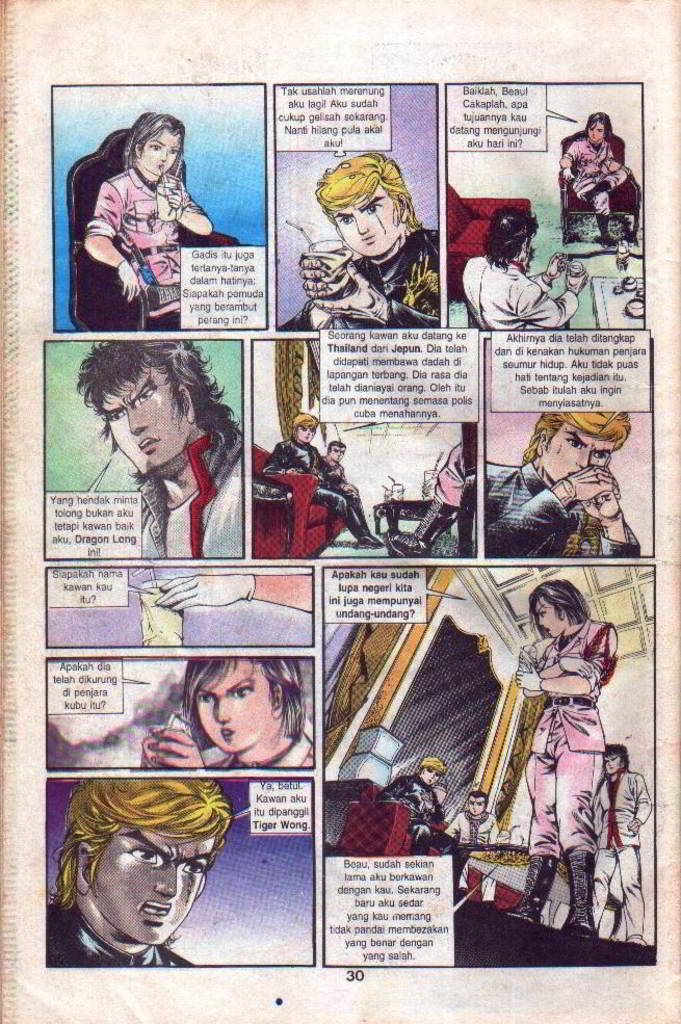 Gadis itu juga
tertanya-tanya
dalam hatinya:
Siapakah pemuda
yang berambut
perang ini?
Tak usahlah merenung
aku lagi! Aku sudah
cukup gelisah sekarang.
Nanti hilang pula akal
aku!
Baiklah, Beau!
Cakaplah, apa
tujuannya kau
datang mengunjungi
aku hari ini?
Yang hendak minta
tolong bukan aku
tetapi kawan baik
aku, Dragon Long
ini!
Seorang kawan aku datang ke
Thailand dari Jepun. Dia telah
didapati membawa dadah di
lapangan terbang. Dia rasa dia
telah dianiayai orang. Oleh itu
dia pun menentang semasa polis
cuba menahannya.
Akhirnya dia telah ditangkap
dan di kenakan hukuman penjara
seumur hidup. Aku tidak puas
hati tentang kejadian itu.
Sebab itulah aku ingin
menyiasatnya.
Siapakah nama
kawan kau
itu?
Apakah dia
telah dikurung
di penjara
kubu itu?
Ya, betul.
Kawan aku
itu dipanggil
Tiger Wong.
Apakah kau sudah
lupa negeri kita
ini juga mempunyai
undang-undang?
Beau, sudah sekian
lama aku berkawan
dengan kau. Sekarang
baru aku sedar
yang kau memang
tidak pandai membezakan
yang benar dengan
yang salah.
30